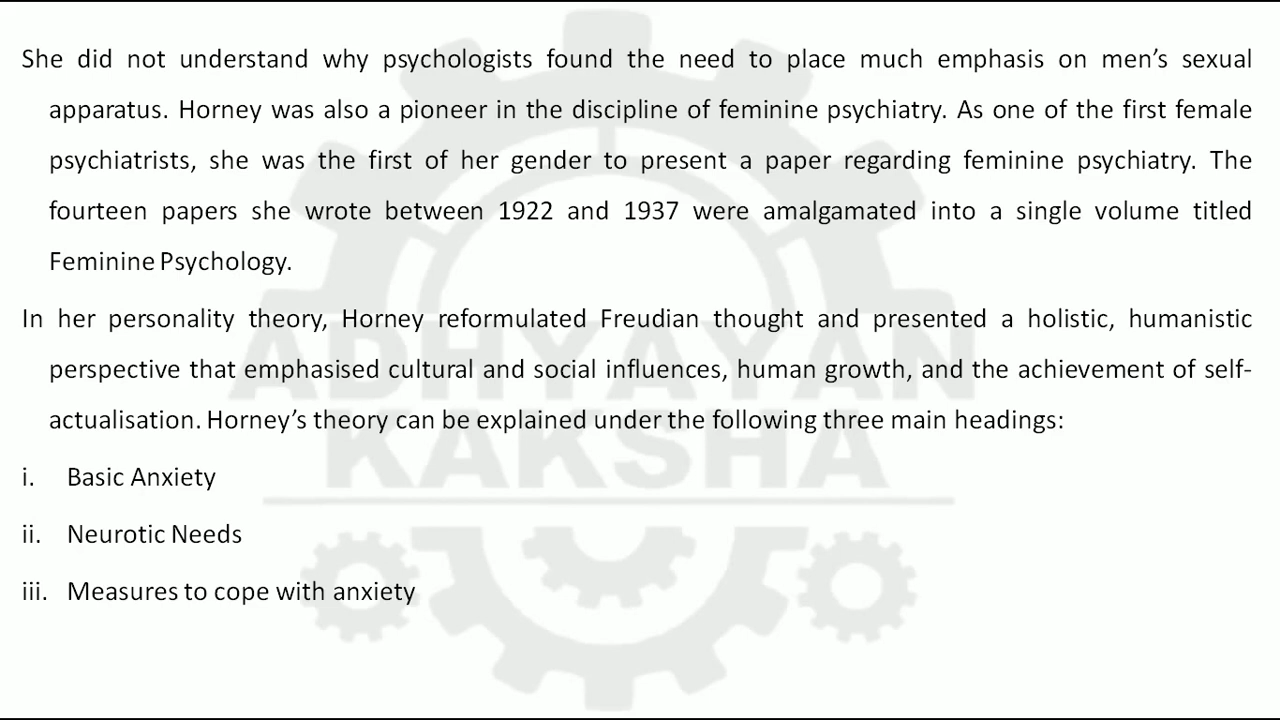 She did not understand why psychologists found the need to place much emphasis on men’s sexual
apparatus. Horney was also a pioneer in the discipline of feminine psychiatry. As one of the first female
psychiatrists, she was the first of her gender to present a paper regarding feminine psychiatry. The
fourteen papers she wrote between 1922 and 1937 were amalgamated into a single volume titled
Feminine Psychology.
In her personality theory, Horney reformulated Freudian thought and presented a holistic, humanistic
perspective that emphasised cultural and social influences, human growth, and the achievement of self-
actualisation. Horney’s theory can be explained under the following three main headings:
i. Basic Anxiety
ii. Neurotic Needs
iii. Measures to cope with anxiety
ADHYAYAN
KAKSHA